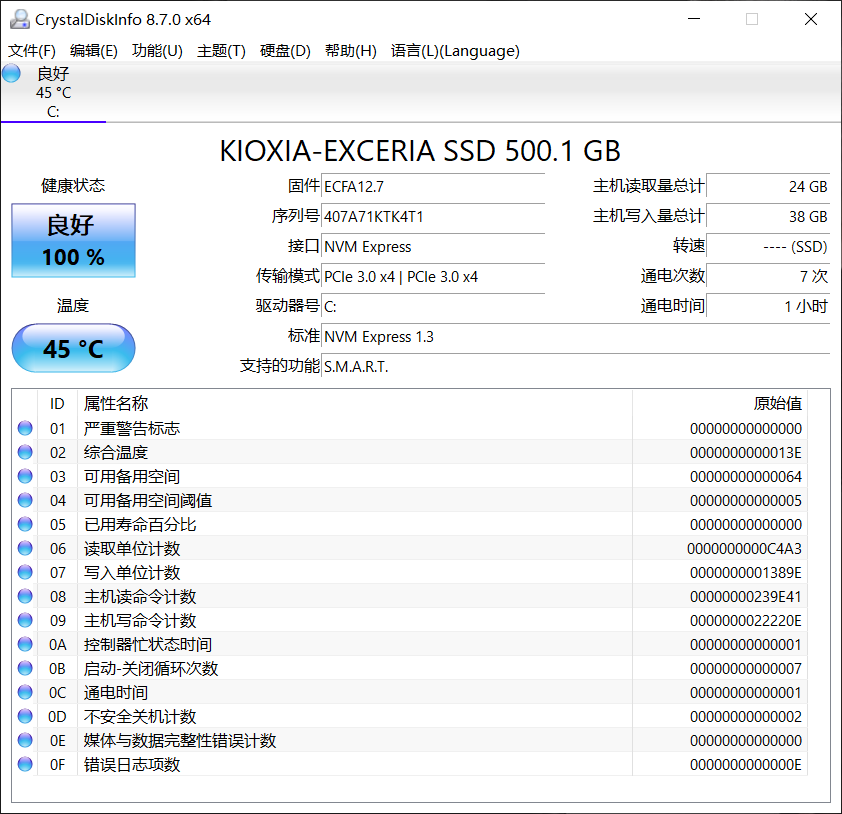 CrystalDiskInfo 8.7.0 x64
文件(F) 编辑(E) 功能(U) 主题(T) 硬盘(D) 帮助(H) 语言(L)(Language)
良好
45 °C
C:
KIOXIA-EXCERIA SSD 500.1 GB
健康状态
良好
100 %
温度
45 °C
固件 ECFA12.7
序列号 407A71KTK4T1
接口 NVM Express
传输模式 PCIe 3.0 x4 | PCIe 3.0 x4
驱动器号 C:
标准 NVM Express 1.3
支持的功能 S.M.A.R.T.
主机读取量总计 24 GB
主机写入量总计 38 GB
转速 ---- (SSD)
通电次数 7 次
通电时间 1 小时
ID 属性名称 原始值
01 严重警告标志 00000000000000
02 综合温度 0000000000013E
03 可用备用空间 00000000000064
04 可用备用空间阈值 00000000000005
05 已用寿命百分比 00000000000000
06 读取单位计数 0000000000C4A3
07 写入单位计数 0000000001389E
08 主机读命令计数 00000000239E41
09 主机写命令计数 0000000022220E
0A 控制器忙状态时间 00000000000001
0B 启动-关闭循环次数 00000000000007
0C 通电时间 00000000000001
0D 不安全关机计数 00000000000002
0E 媒体与数据完整性错误计数 00000000000000
0F 错误日志项数 0000000000000E